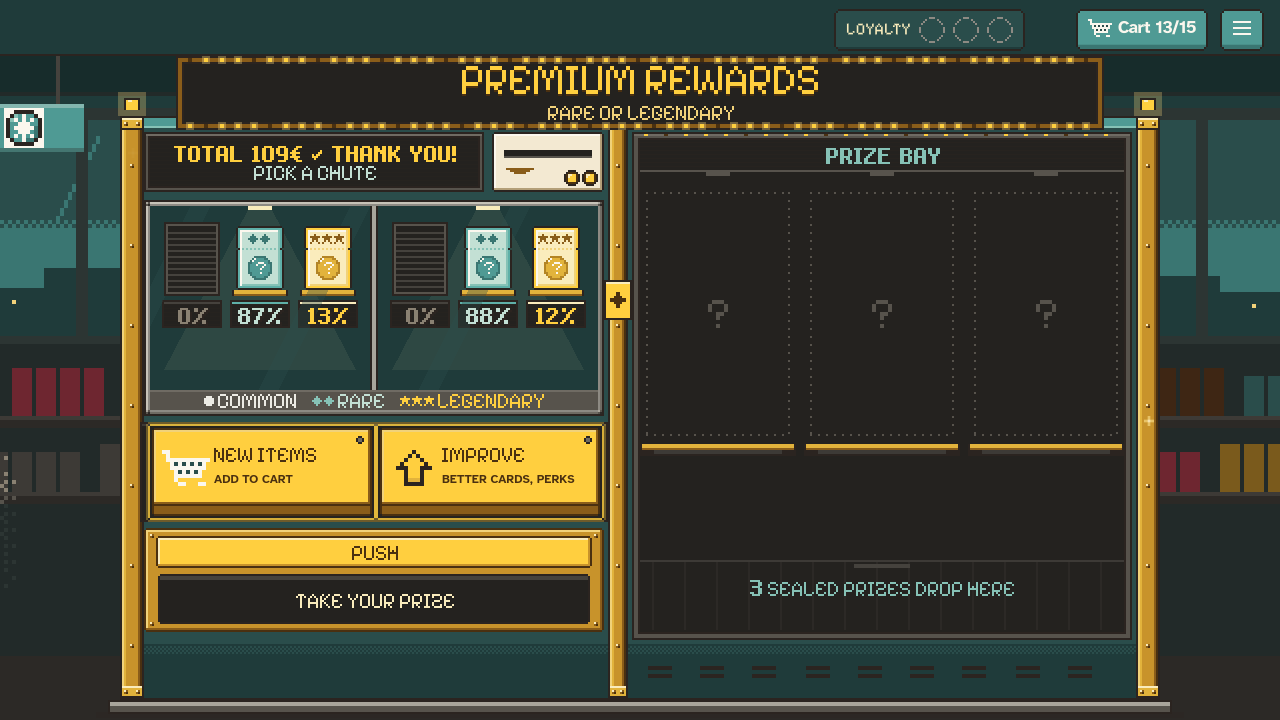 LOYALTY
Cart 13/15
PREMIUM REWARDS
RARE OR LEGENDARY
TOTAL 109€ ✓ THANK YOU!
PICK A CHUTE
PRIZE BAY
? ? ? ?
0% 87% 13% 0% 88% 12%
? ? ?
COMMON RARE LEGENDARY
NEW ITEMS
ADD TO CART
IMPROVE
BETTER CARDS, PERKS
PUSH
TAKE YOUR PRIZE
3 SEALED PRIZES DROP HERE